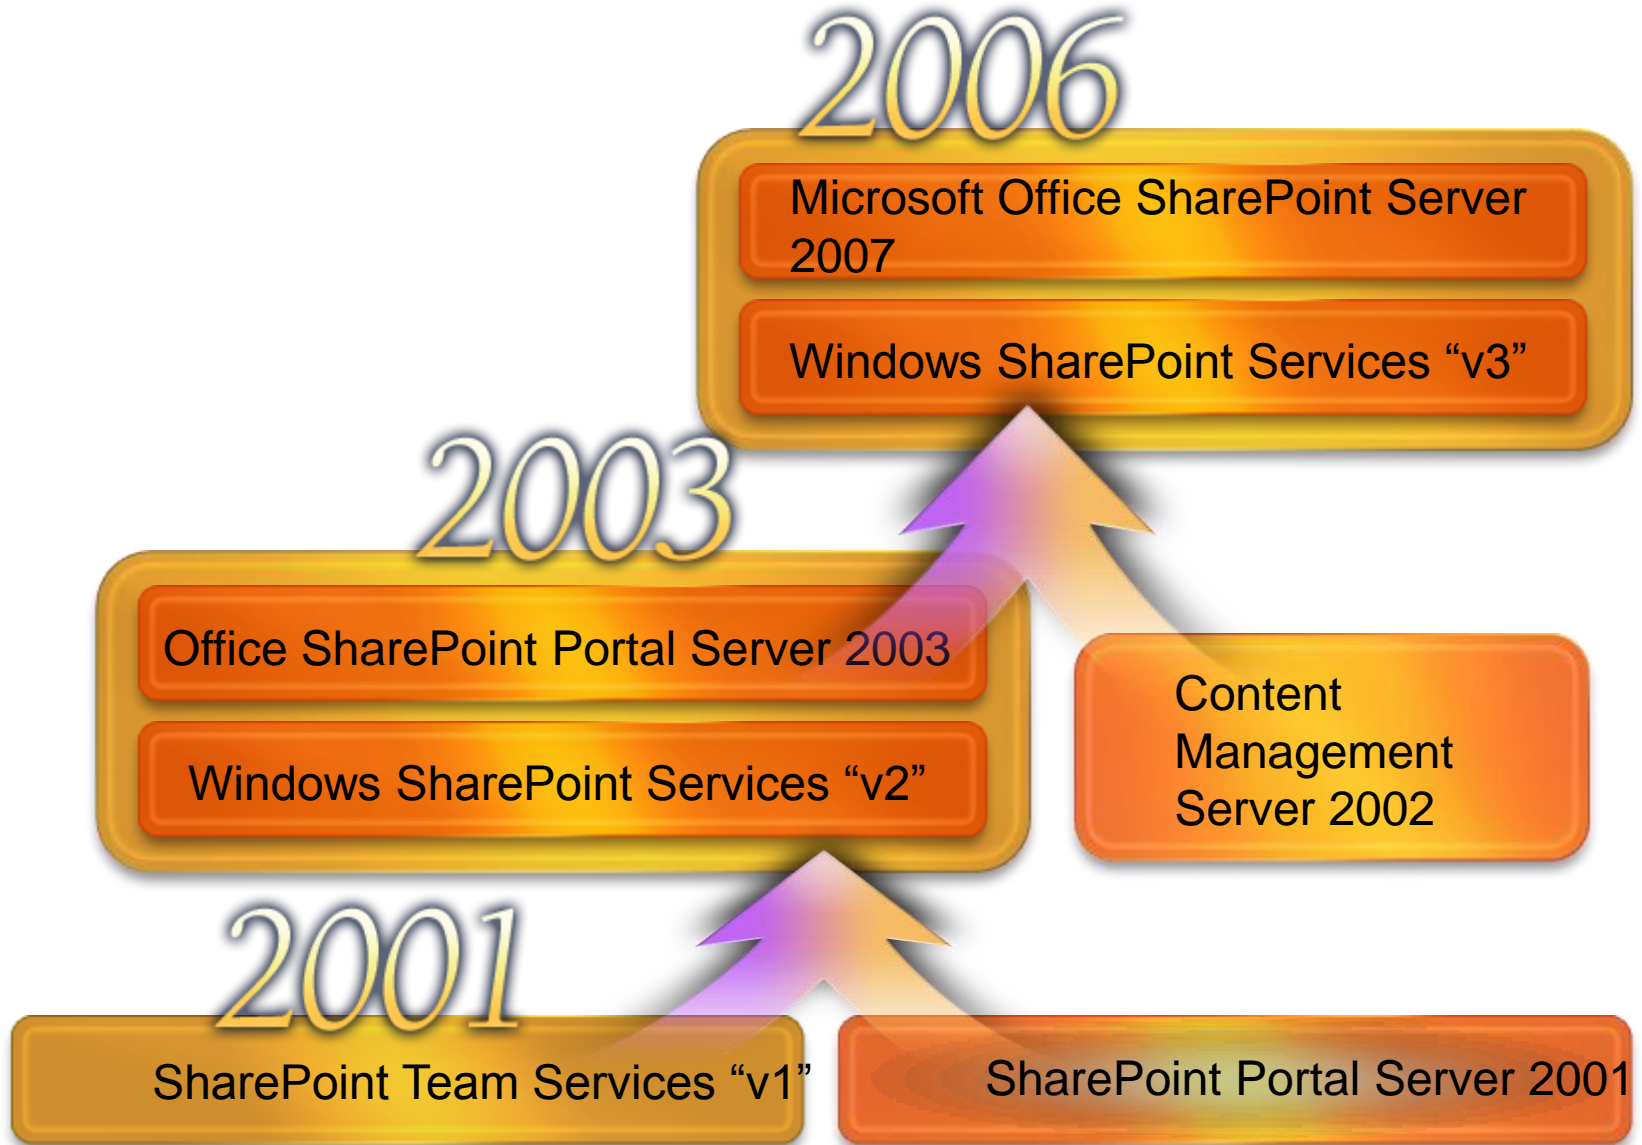 2006
Microsoft Office SharePoint Server
2007
Windows SharePoint Services “v3”
2003
Office SharePoint Portal Server 2003
Windows SharePoint Services “v2”
Content
Management
Server 2002
2001
SharePoint Team Services “v1”
SharePoint Portal Server 2001